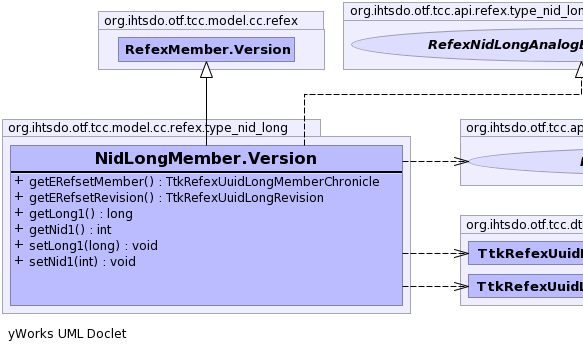 org.ihtsdo.otf.tcc.model.cc.refex
RefexMember.Version
org.ihtsdo.otf.tcc.api.refex.type_nid_lon
RefexNidLongAnalogB
org.ihtsdo.otf.tcc.model.cc.refex.type_nid_long
NidLongMember.Version
+ getERefsetMember() : TtkRefexUuidLongMemberChronicle
+ getERefsetRevision() : TtkRefexUuidLongRevision
+ getLong1() : long
+ getNid1() : int
+ setLong1(long) : void
+ setNid1(int) : void
org.ihtsdo.otf.tcc.ap
org.ihtsdo.otf.tcc.dt
TtkRefexUuidL
TtkRefexUuidL
yWorks UML Doclet